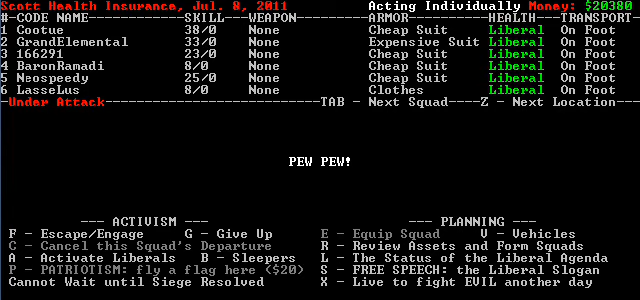 Scott Health Insurance, Jul. 8, 2011 Acting Individually Money: $20380
#-CODE NAME------------SKILL---WEAPON---------ARMOR----------HEALTH---TRANSPORT
1 Cootue 38/0 None Cheap Suit Liberal On Foot
2 GrandElemental 33/0 None Expensive Suit Liberal On Foot
3 166291 23/0 None Cheap Suit Liberal On Foot
4 BaronRamadi 8/0 None Cheap Suit Liberal On Foot
5 Neospeedy 25/0 None Cheap Suit Liberal On Foot
6 LasseLus 8/0 None Clothes Liberal On Foot
-Under Attack---------------------------TAB - Next Squad----Z - Next Location---
PEW PEW!
--- ACTIVISM --- --- PLANNING ---
F - Escape/Engage G - Give Up E - Equip Squad V - Vehicles
C - Cancel this Squad's Departure R - Review Assets and Form Squads
A - Activate Liberals B - Sleepers L - The Status of the Liberal Agenda
P - PATRIOTISM: fly a flag here ($20) S - FREE SPEECH: the Liberal Slogan
Cannot Wait until Siege Resolved X - Live to fight EVIL another day